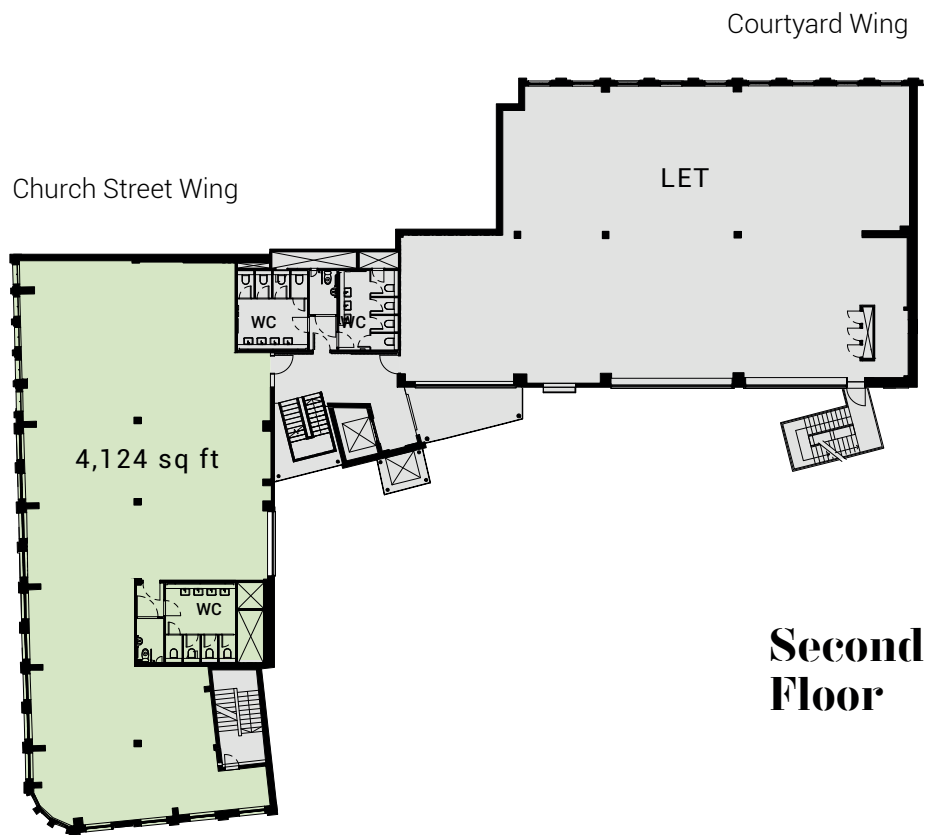 Courtyard Wing
LET
Church Street Wing
WC
WC
4,124 sq ft
WC
Second
Floor